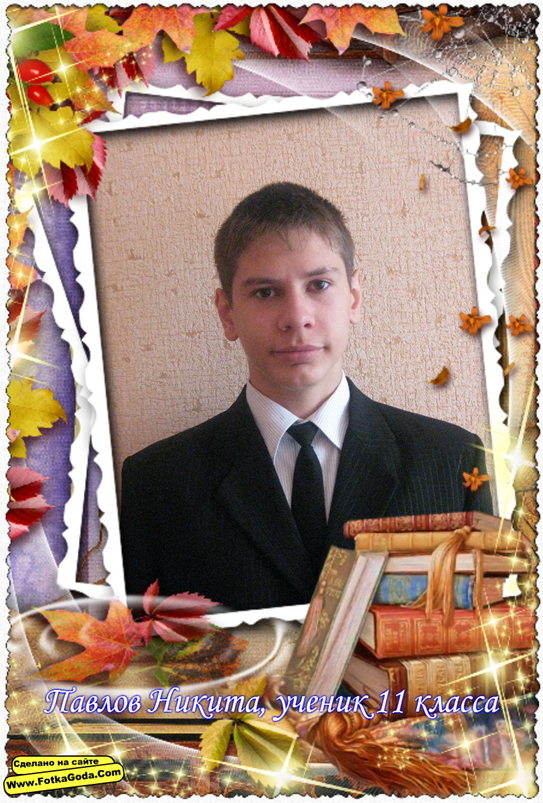 Павлов Никита, ученик 11 класса
Сделано на сайте
Www.FotkaGoda.Com